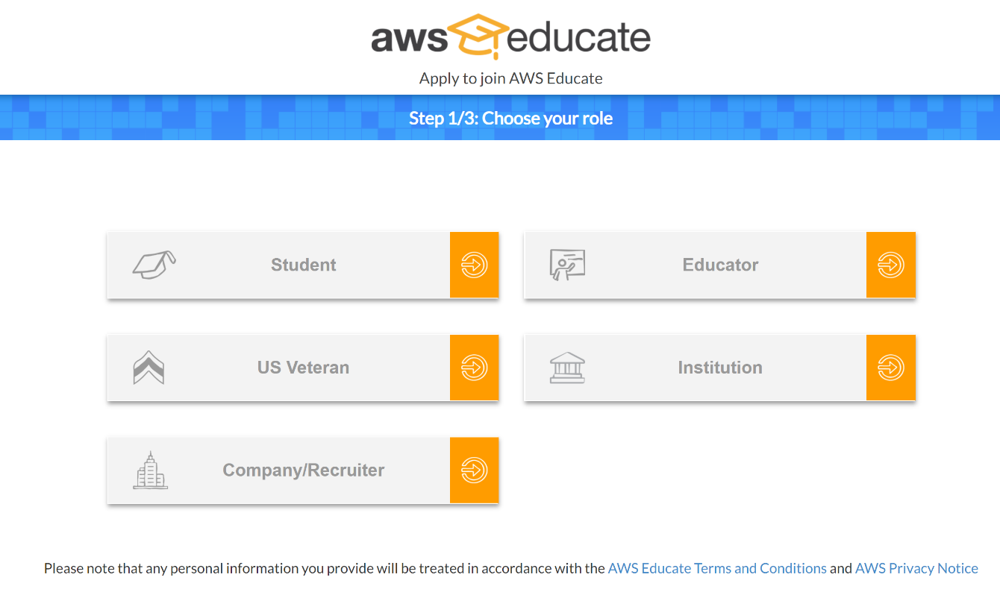 aws educate
Apply to join AWS Educate
Step 1/3: Choose your role
Student
Educator
US Veteran
Institution
Company/Recruiter
Please note that any personal information you provide will be treated in accordance with the AWS Educate Terms and Conditions and AWS Privacy Notice